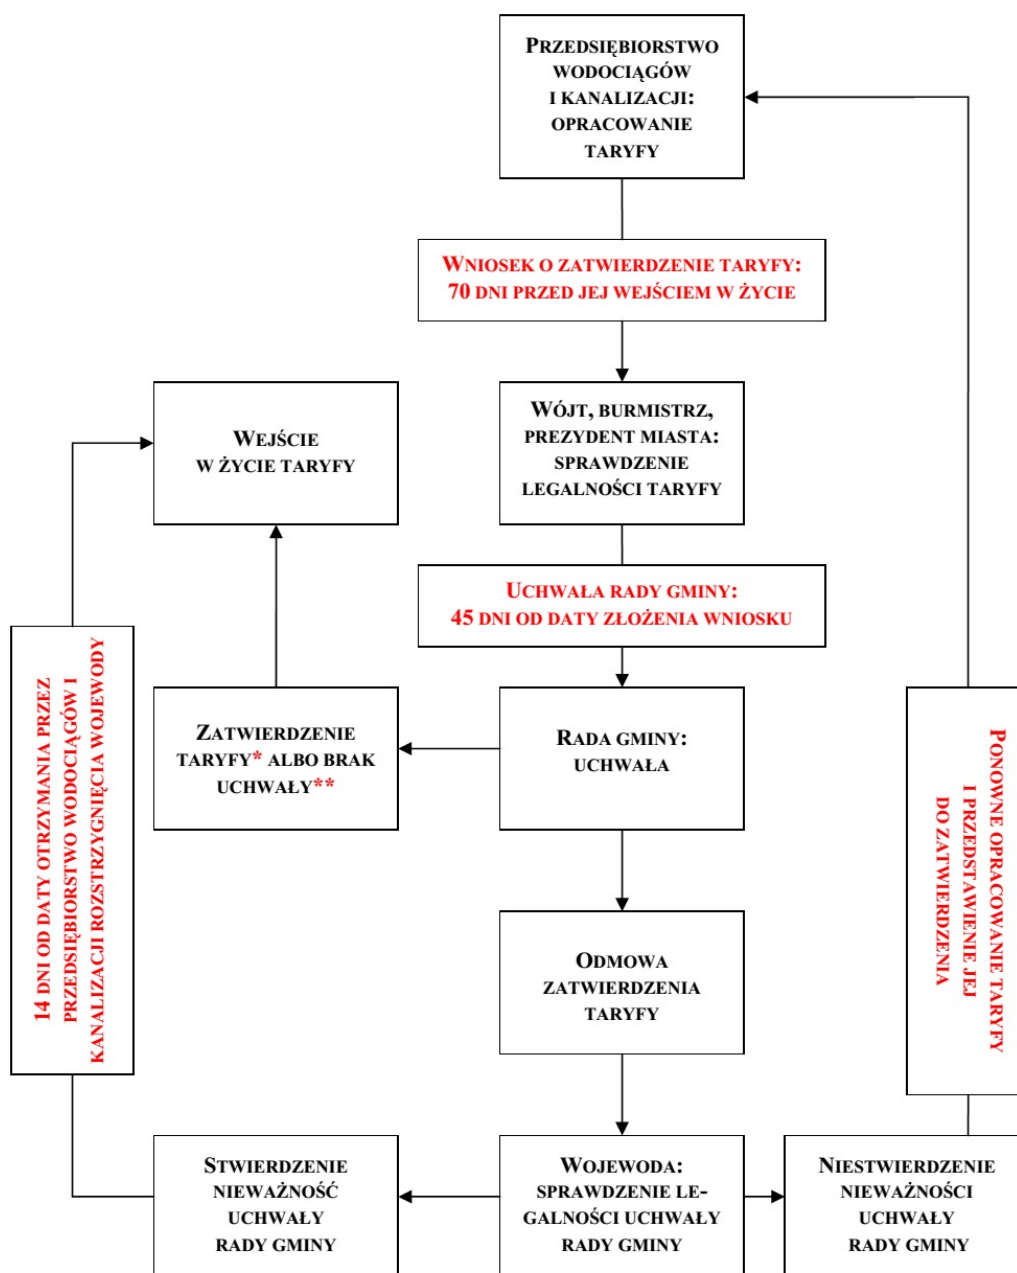 PRZEDSIĘBIORSTWO
WODOCIĄGÓW
I KANALIZACJI:
OPRACOWANIE
TARYFY
WNIOSEK O ZATWIERDZENIE TARYFY:
70 DNI PRZED JEJ WEJŚCIEM W ŻYCIE
WEJŚCIE
W ŻYCIE TARYFY
WÓJT, BURMISTRZ,
PREZYDENT MIASTA:
SPRAWDZENIE
LEGALNOŚCI TARYFY
UCHWAŁA RADY GMINY:
45 DNI OD DATY ZŁOŻENIA WNIOSKU
14 DNI OD DATY OTRZYMANIA PRZEZ
PRZEDSIĘBIORSTWO WODOCIĄGÓW I
KANALIZACJI ROZSTRZYGNIĘCIA WOJEWODY
ZATWIERDZENIE
TARYFY* ALBO BRAK
UCHWAŁY**
RADA GMINY:
UCHWAŁA
PONOWNE OPRACOWANIE TARYFY
I PRZEDSTAWIENIE JEJ
DO ZATWIERDZENIA
ODMOWA
ZATWIERDZENIA
TARYFY
STWIERDZENIE
NIEWAŻNOŚĆ
UCHWAŁY
RADY GMINY
WOJEWODA:
SPRAWDZENIE LE-
GALNOŚCI UCHWAŁY
RADY GMINY
NIESTWIERDZENIE
NIEWAŻNOŚCI
UCHWAŁY
RADY GMINY